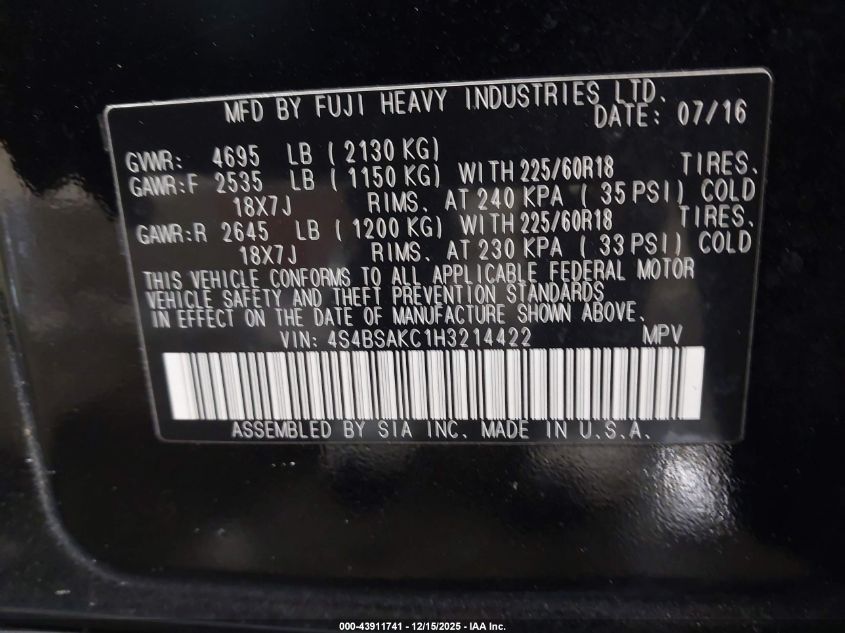 MFD BY FUJI HEAVY INDUSTRIES LTD.
DATE: 07/16
GVWR: 4695 LB ( 2130 KG)
GAWR:F 2535 LB ( 1150 KG) WITH 225/60R18 TIRES.
18X7J RIMS. AT 240 KPA ( 35 PSI) COLD
GAWR:R 2645 LB ( 1200 KG) WITH 225/60R18 TIRES.
18X7J RIMS. AT 230 KPA ( 33 PSI) COLD
THIS VEHICLE CONFORMS TO ALL APPLICABLE FEDERAL MOTOR
VEHICLE SAFETY AND THEFT PREVENTION STANDARDS
IN EFFECT ON THE DATE OF MANUFACTURE SHOWN ABOVE.
VIN: 4S4BSAKC1H3214422 MPV
ASSEMBLED BY SIA INC. MADE IN U.S.A.
000-43911741 - 12/15/2025 - IAA Inc.